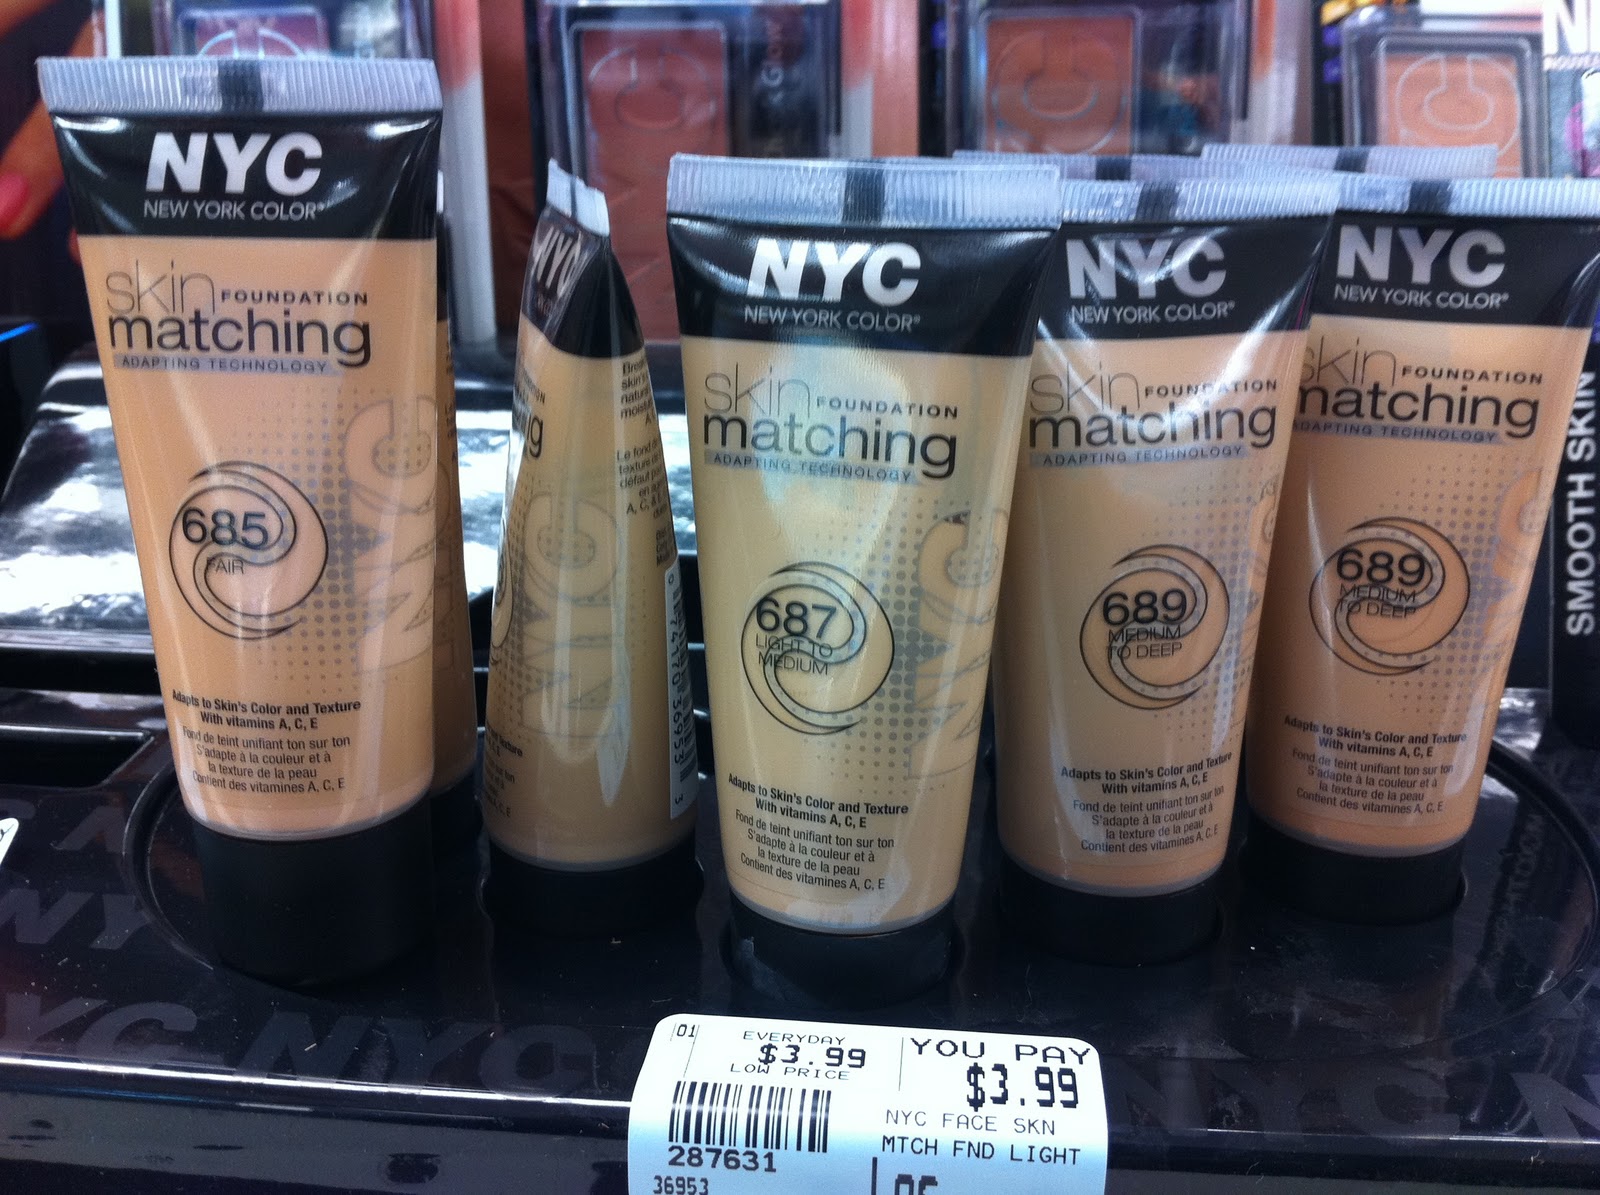 NYC
NEW YORK COLOR®
skin FOUNDATION
matching
ADAPTING TECHNOLOGY
685
FAIR
Adapts to Skin's Color and Texture
With vitamins A, C, E
Fond de teint unifiant ton sur ton
S'adapte à la couleur et à
la texture de la peau
Contient des vitamines A, C, E
NYC
NYC
NEW YORK COLOR®
skin FOUNDATION
matching
ADAPTING TECHNOLOGY
687
LIGHT TO
MEDIUM
Adapts to Skin's Color and Texture
With vitamins A, C, E
Fond de teint unifiant ton sur ton
S'adapte à la couleur et à
la texture de la peau
Contient des vitamines A, C, E
NYC
NEW YORK COLOR®
skin FOUNDATION
matching
ADAPTING TECHNOLOGY
689
MEDIUM
TO DEEP
Adapts to Skin's Color and Texture
With vitamins A, C, E
Fond de teint unifiant ton sur ton
S'adapte à la couleur et à
la texture de la peau
Contient des vitamines A, C, E
NYC
NEW YORK COLOR®
skin FOUNDATION
matching
ADAPTING TECHNOLOGY
689
MEDIUM
TO DEEP
Adapts to Skin's Color and Texture
With vitamins A, C, E
Fond de teint unifiant ton sur ton
S'adapte à la couleur et à
la texture de la peau
Contient des vitamines A, C, E
SMOOTH SKIN
01
EVERYDAY
$3.99
LOW PRICE
287631
36953
YOU PAY
$3.99
NYC FACE SKN
MTCH FND LIGHT